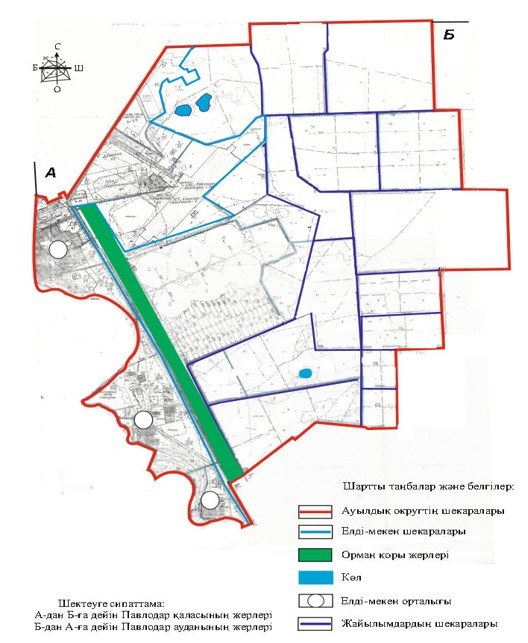 Б
С
Б Ш
О
А
Шартты таңбалар және белгілер:
Ауылдық округтің шекаралары
Елді-мекен шекаралары
Орман қоры жерлері
Көл
Елді-мекен орталығы
Жайылымдардың шекаралары
Шектеуге сипаттама:
А-дан Б-ға дейін Павлодар қаласының жерлері
Б-дан А-ға дейін Павлодар ауданының жерлері